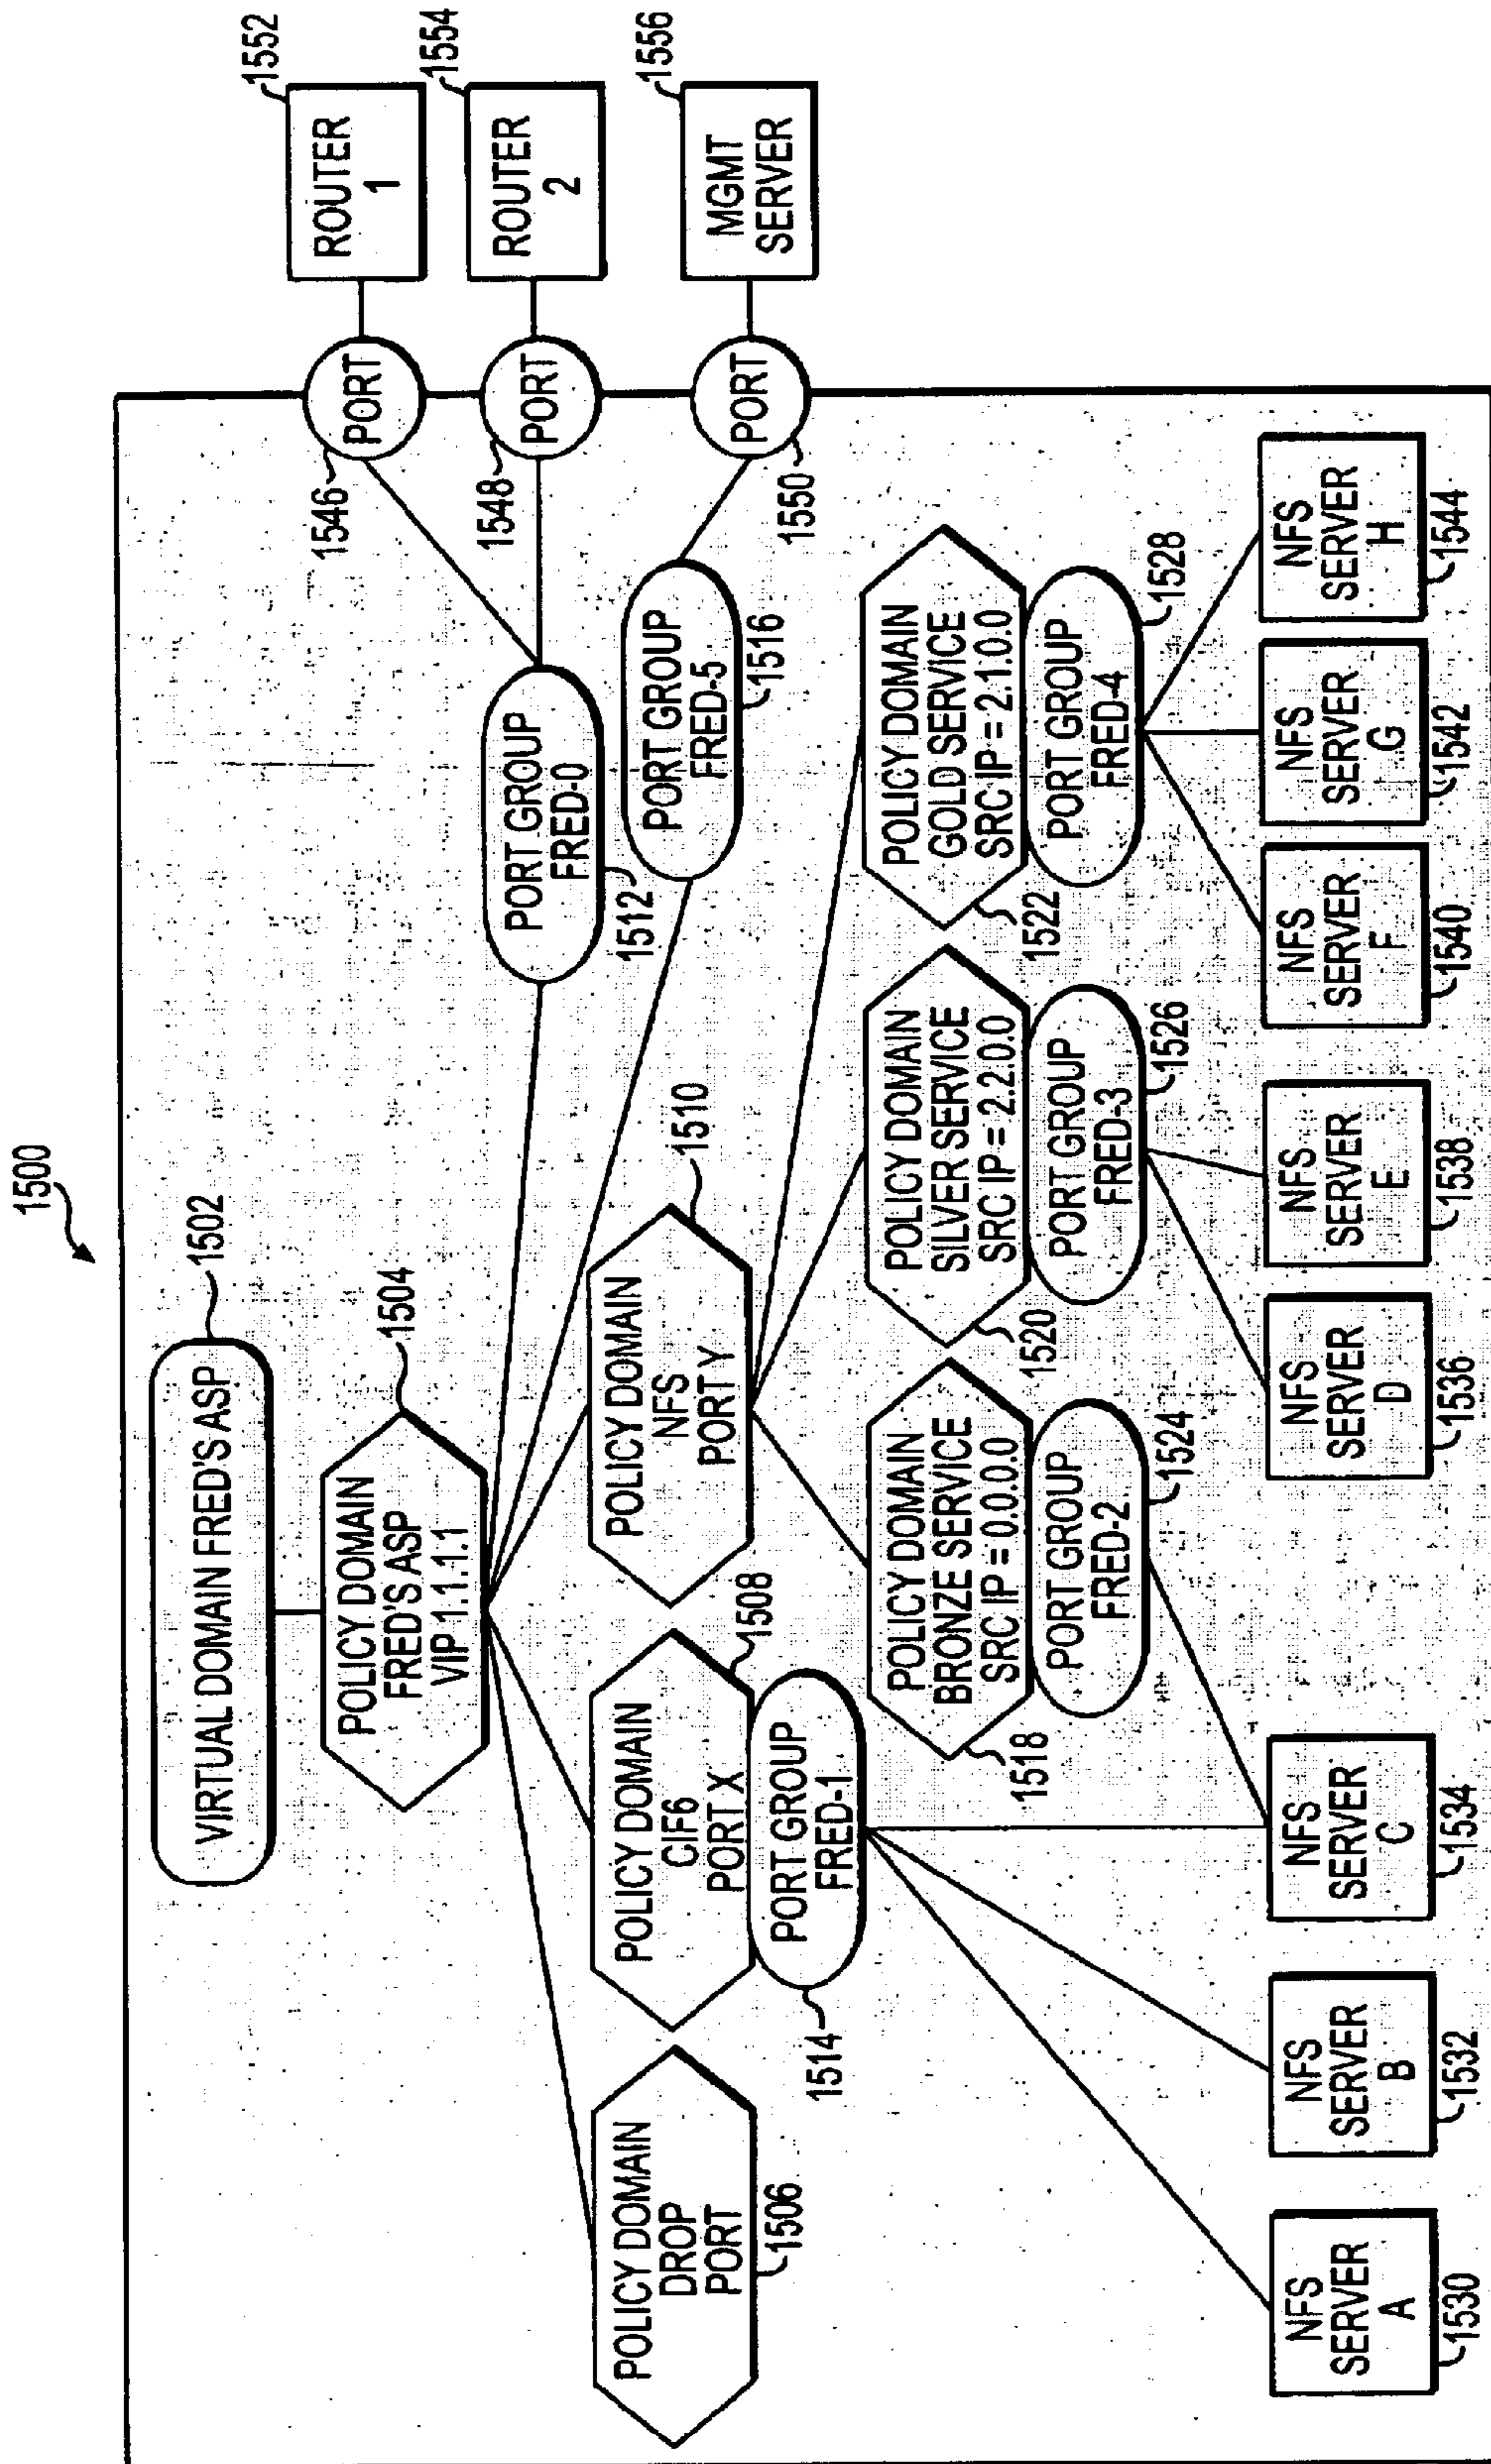 1500
VIRTUAL DOMAIN FRED'S ASP
1502
POLICY DOMAIN
FRED'S ASP
VIP 1.1.1.1
1504
POLICY DOMAIN
DROP
PORT
1506
POLICY DOMAIN
CIF6
PORT X
1508
PORT GROUP
FRED-1
1514
POLICY DOMAIN
NFS
PORT Y
1510
PORT GROUP
FRED-0
1512
PORT GROUP
FRED-5
1516
PORT
1546
PORT
1548
PORT
1550
ROUTER
1
1552
ROUTER
2
1554
MGMT
SERVER
1556
POLICY DOMAIN
BRONZE SERVICE
SRC IP = 0.0.0.0
1518
PORT GROUP
FRED-2
1524
POLICY DOMAIN
SILVER SERVICE
SRC IP = 2.2.0.0
1520
PORT GROUP
FRED-3
1526
POLICY DOMAIN
GOLD SERVICE
SRC IP = 2.1.0.0
1522
PORT GROUP
FRED-4
1528
NFS
SERVER
A
1530
NFS
SERVER
B
1532
NFS
SERVER
C
1534
NFS
SERVER
D
1536
NFS
SERVER
E
1538
NFS
SERVER
F
1540
NFS
SERVER
G
1542
NFS
SERVER
H
1544